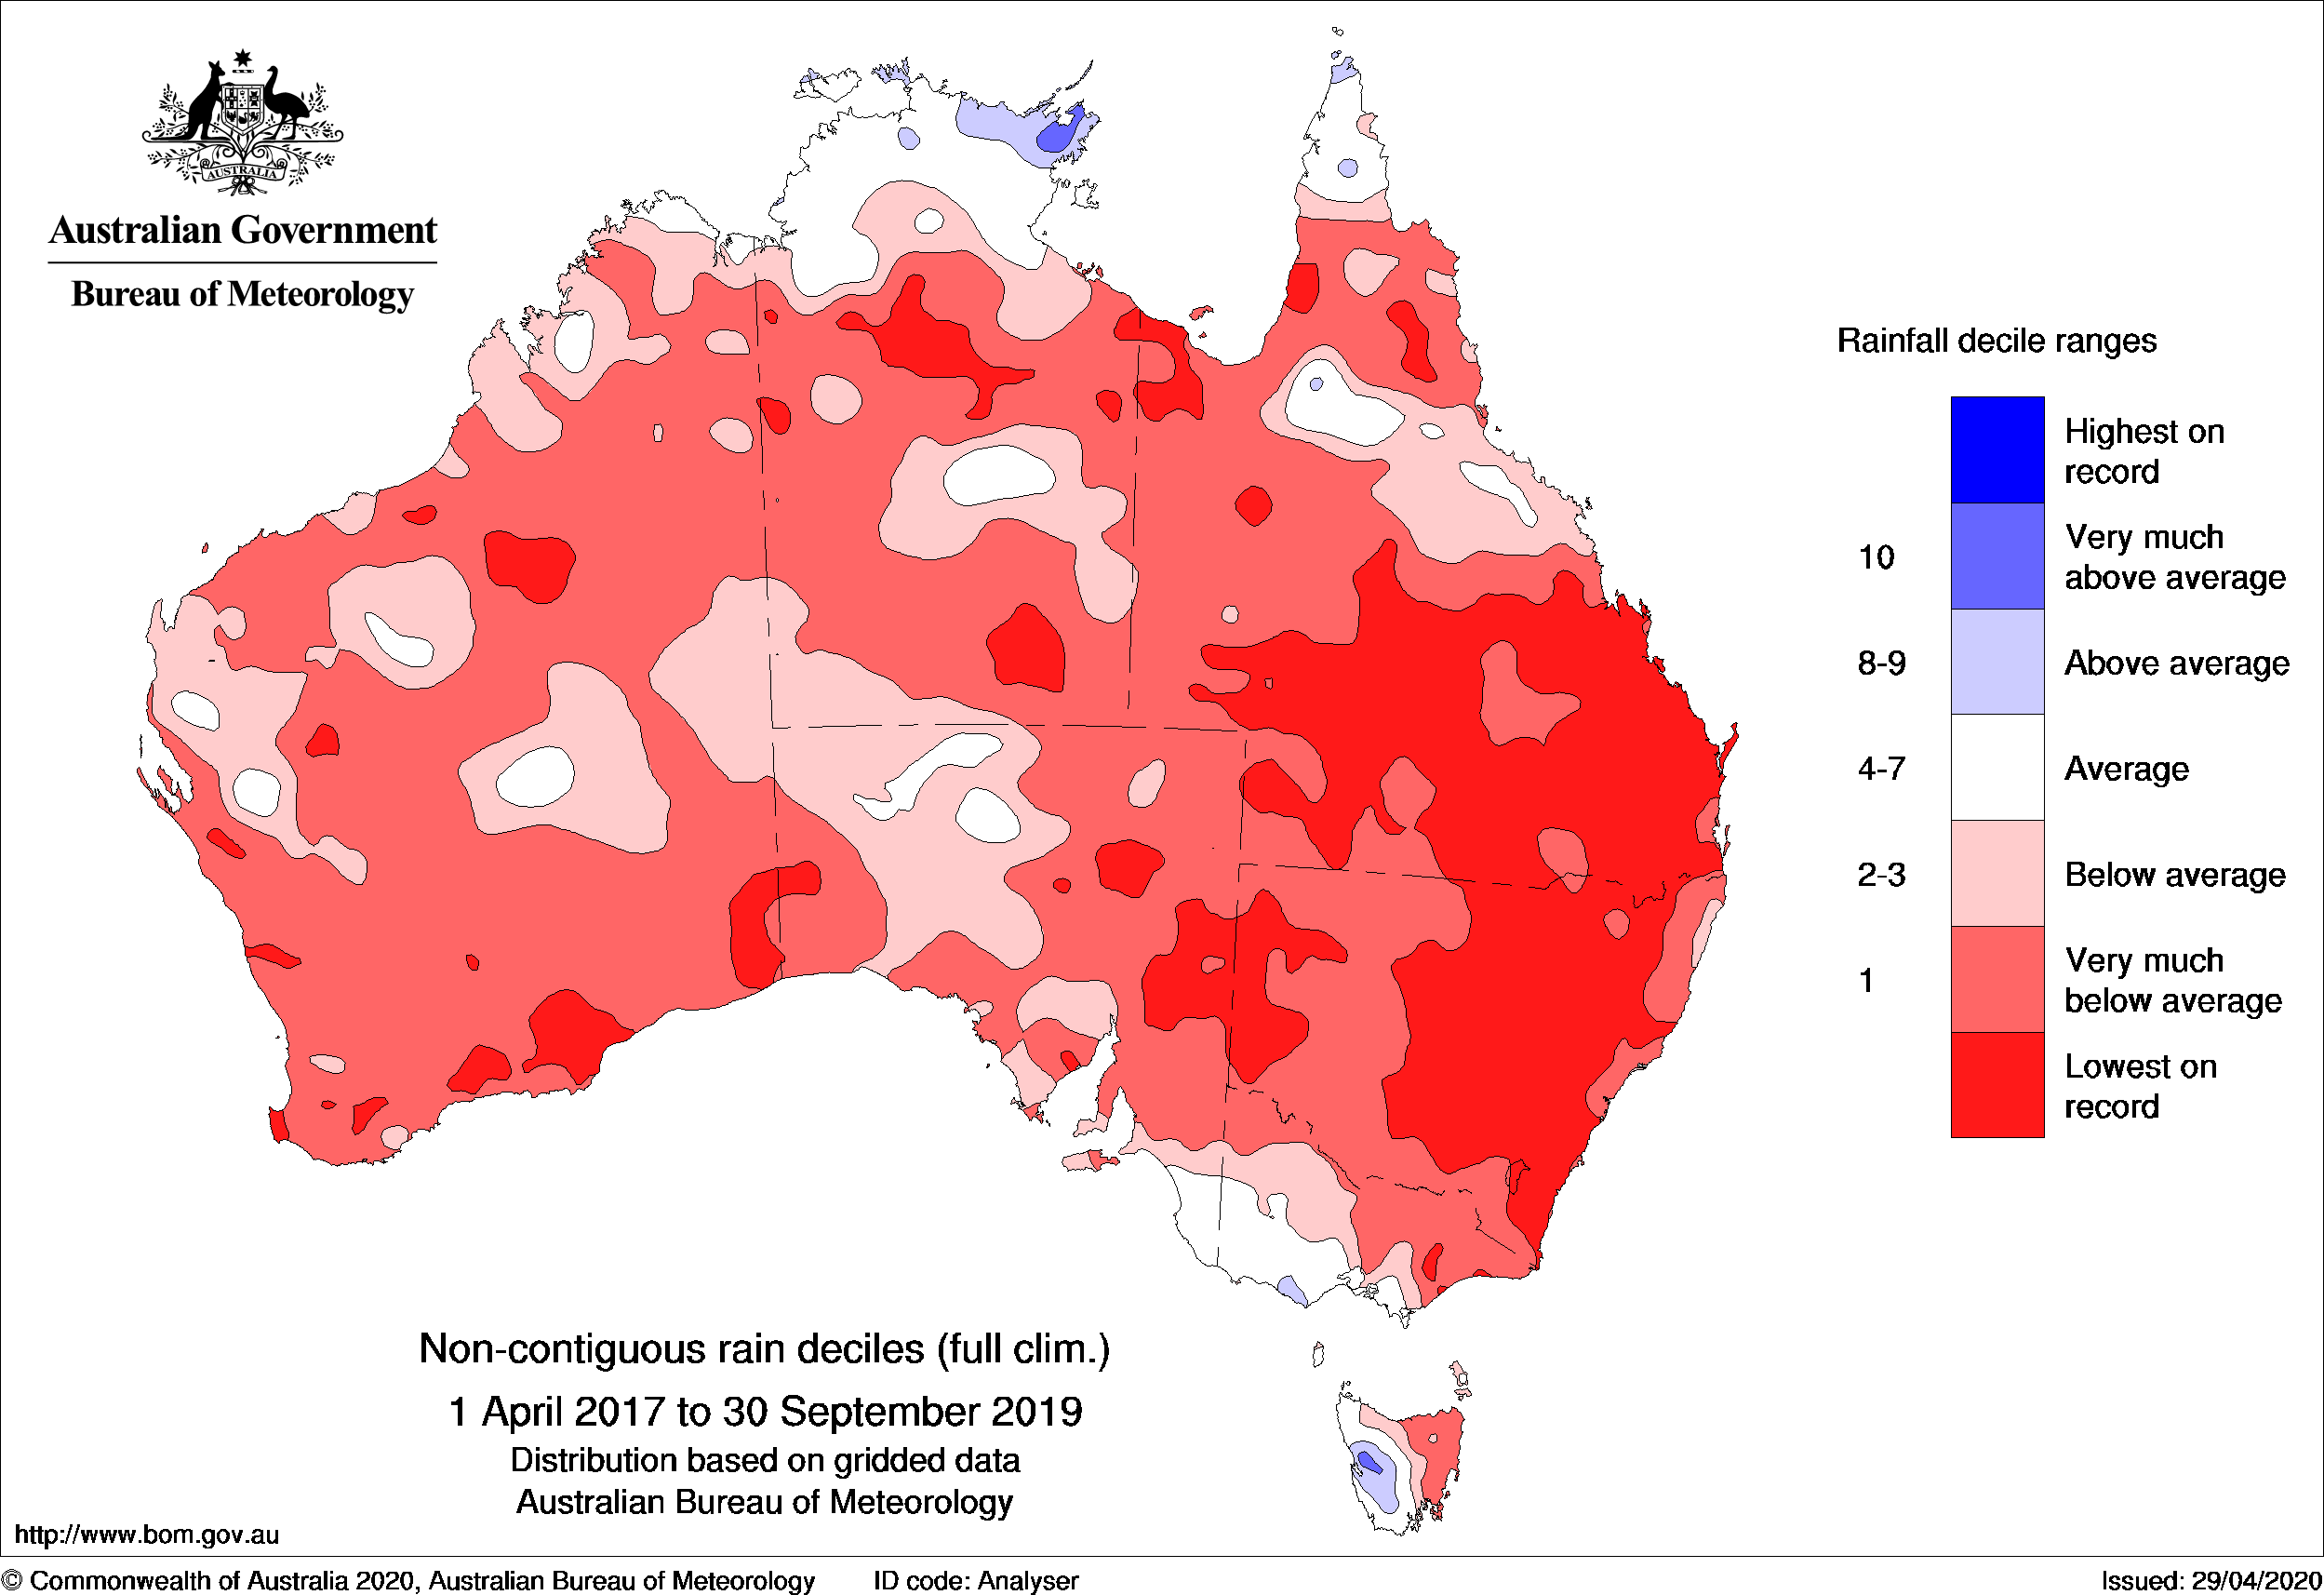 AUSTRALIA
Australian Government
Bureau of Meteorology
Rainfall decile ranges
Highest on
record
10
Very much
above average
8-9
Above average
4-7
Average
2-3
Below average
1
Very much
below average
Lowest on
record
Non-contiguous rain deciles (full clim.)
1 April 2017 to 30 September 2019
Distribution based on gridded data
Australian Bureau of Meteorology
http://www.bom.gov.au
© Commonwealth of Australia 2020, Australian Bureau of Meteorology ID code: Analyser Issued: 29/04/2020